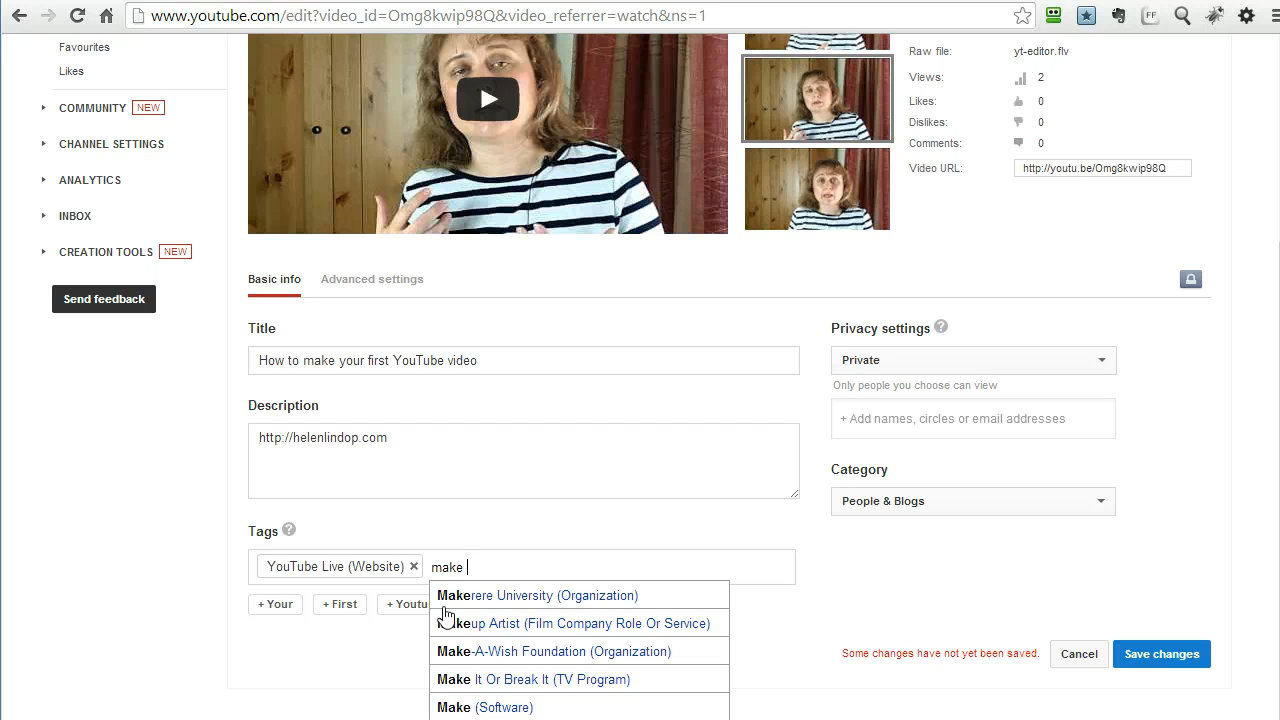 www.youtube.com/edit?video_id=Omg8kwip98Q&video_referrer=watch&ns=1
FF
Favourites
Likes
COMMUNITY NEW
CHANNEL SETTINGS
ANALYTICS
INBOX
CREATION TOOLS NEW
Send feedback
Raw file: yt-editor.flv
Views: 2
Likes: 0
Dislikes: 0
Comments: 0
Video URL: http://youtu.be/Omg8kwip98Q
Basic info Advanced settings
Title
How to make your first YouTube video
Description
http://helenlindop.com
Tags ?
YouTube Live (Website) × make
+ Your + First + Youtu
Makerere University (Organization)
Makeup Artist (Film Company Role Or Service)
Make-A-Wish Foundation (Organization)
Make It Or Break It (TV Program)
Make (Software)
Privacy settings ?
Private
Only people you choose can view
+ Add names, circles or email addresses
Category
People & Blogs
Some changes have not yet been saved. Cancel Save changes